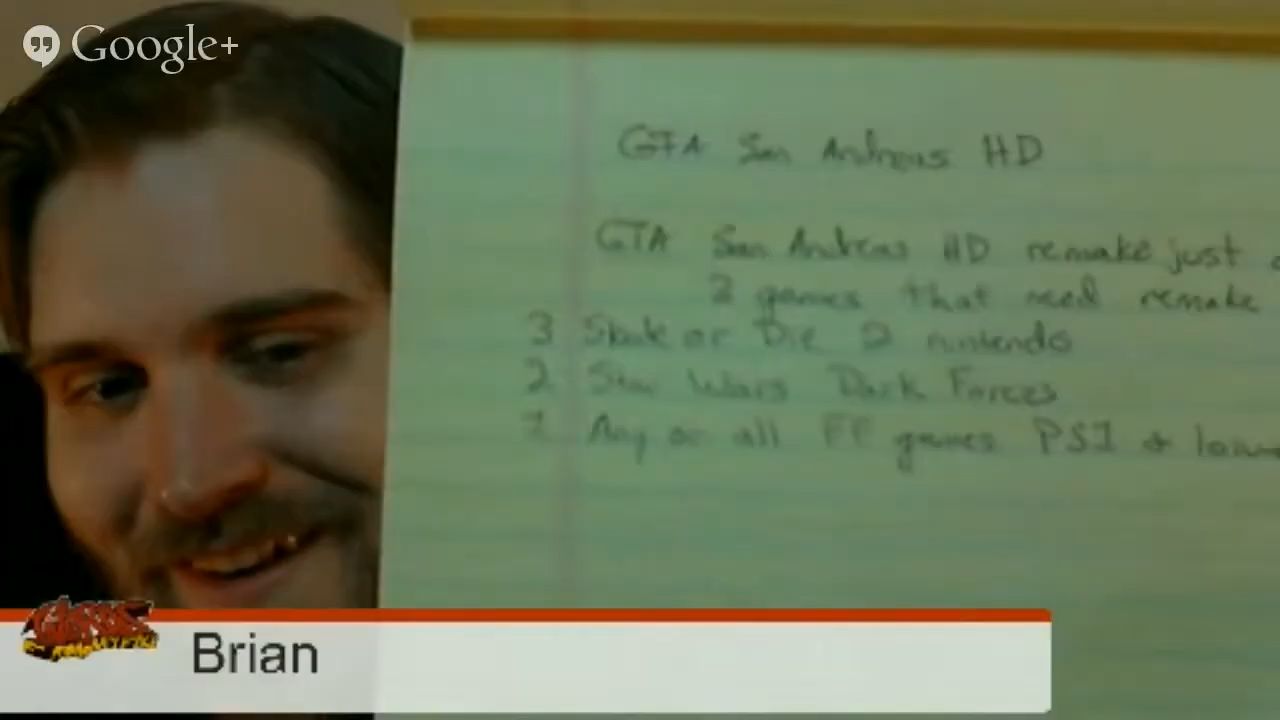 Google+
GTA San Andreas HD
GTA San Andreas HD remake just
games that need remake
3 Skate or Die 2 nintendo
2 Star Wars Dark Forces
1 Any or all FF games PS1 +
Brian